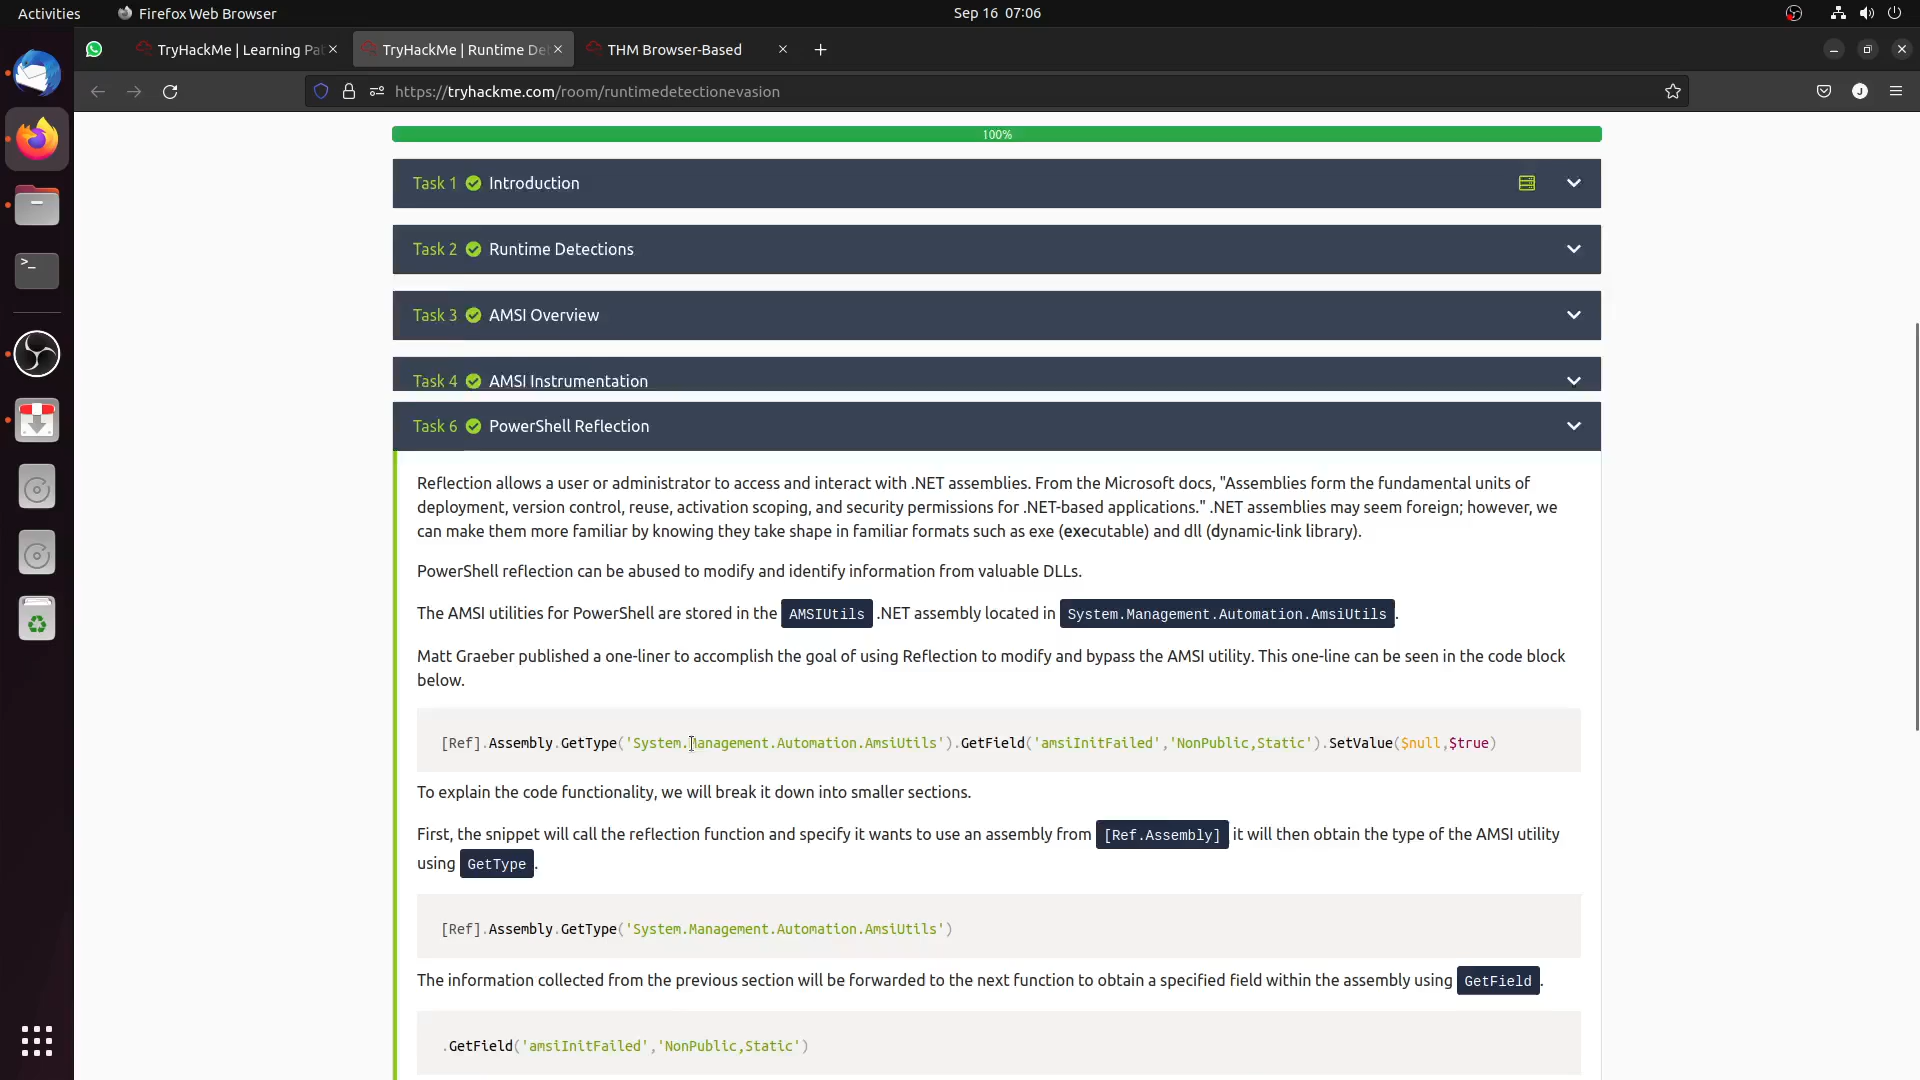 Activities
Firefox Web Browser
Sep 16 07:06
TryHackMe | Learning Pa
TryHackMe | Runtime De
THM Browser-Based
https://tryhackme.com/room/runtimedetectionevasion
J
100%
Task 1 Introduction
Task 2 Runtime Detections
Task 3 AMSI Overview
Task 4 AMSI Instrumentation
Task 6 PowerShell Reflection
Reflection allows a user or administrator to access and interact with .NET assemblies. From the Microsoft docs, "Assemblies form the fundamental units of
deployment, version control, reuse, activation scoping, and security permissions for .NET-based applications." .NET assemblies may seem foreign; however, we
can make them more familiar by knowing they take shape in familiar formats such as exe (executable) and dll (dynamic-link library).
PowerShell reflection can be abused to modify and identify information from valuable DLLs.
The AMSI utilities for PowerShell are stored in the AMSIUtils .NET assembly located in System.Management.Automation.AmsiUtils.
Matt Graeber published a one-liner to accomplish the goal of using Reflection to modify and bypass the AMSI utility. This one-line can be seen in the code block
below.
[Ref].Assembly.GetType('System.Management.Automation.AmsiUtils').GetField('amsiInitFailed','NonPublic,Static').SetValue($null,$true)
To explain the code functionality, we will break it down into smaller sections.
First, the snippet will call the reflection function and specify it wants to use an assembly from [Ref.Assembly] it will then obtain the type of the AMSI utility
using GetType.
[Ref].Assembly.GetType('System.Management.Automation.AmsiUtils')
The information collected from the previous section will be forwarded to the next function to obtain a specified field within the assembly using GetField.
.GetField('amsiInitFailed','NonPublic,Static')